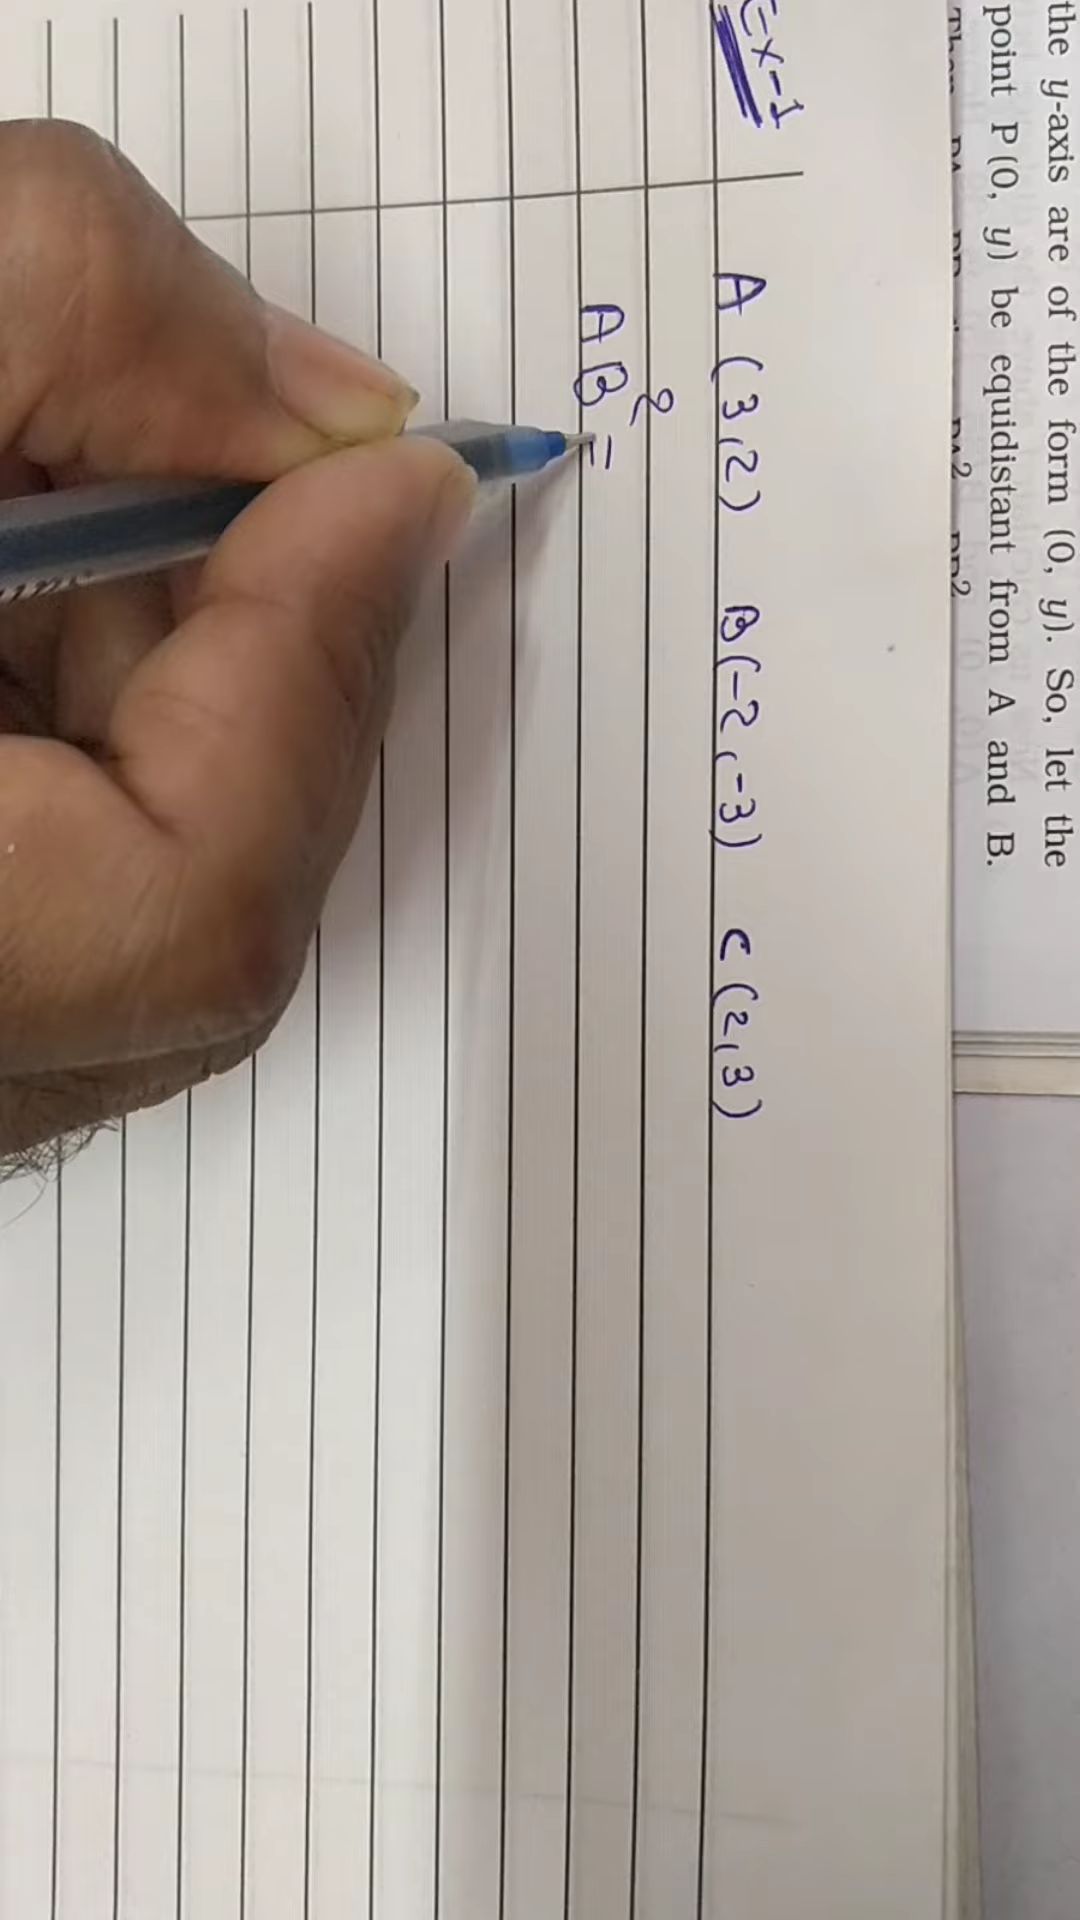 the y-axis are of the form (0, y). So, let the
point P (0, y) be equidistant from A and B.
Ex-1
A (3,2) B(-2,-3) C (2,3)
AB² =